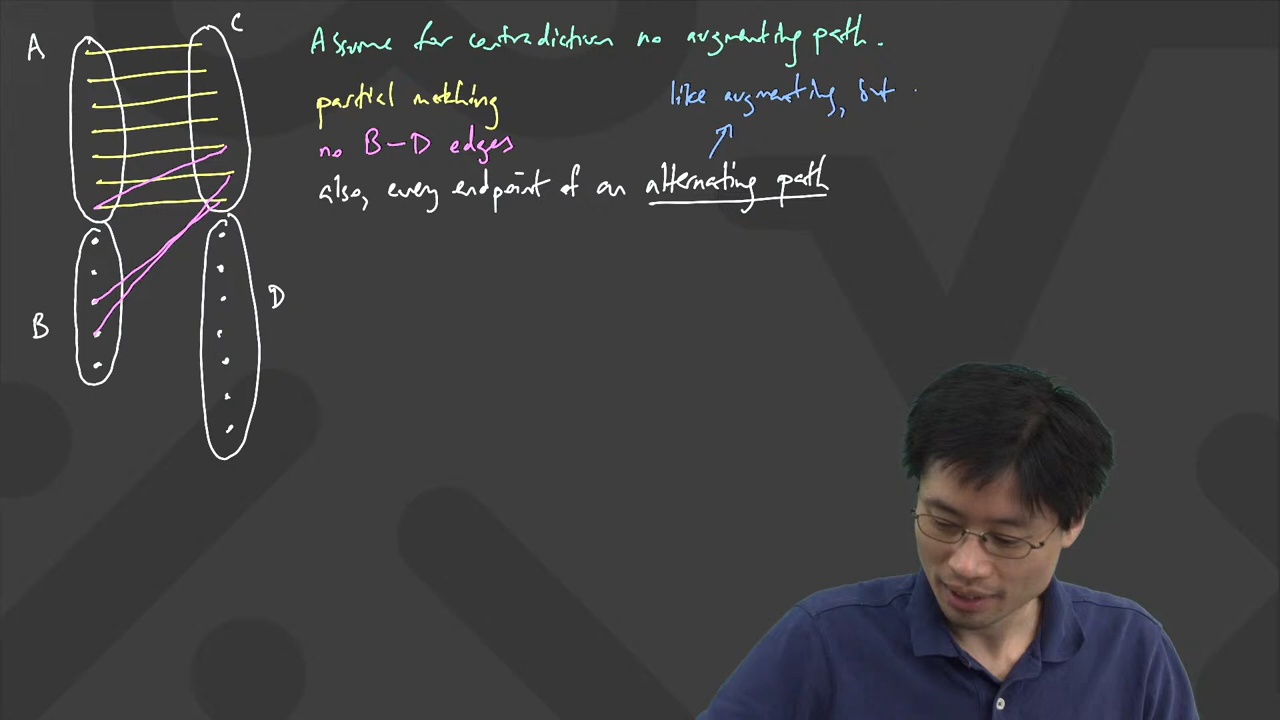 A
C
Assume for contradiction no augmenting path.
partial matching
like augmenting, but
no B-D edges
also, every endpoint of an alternating path
B
D